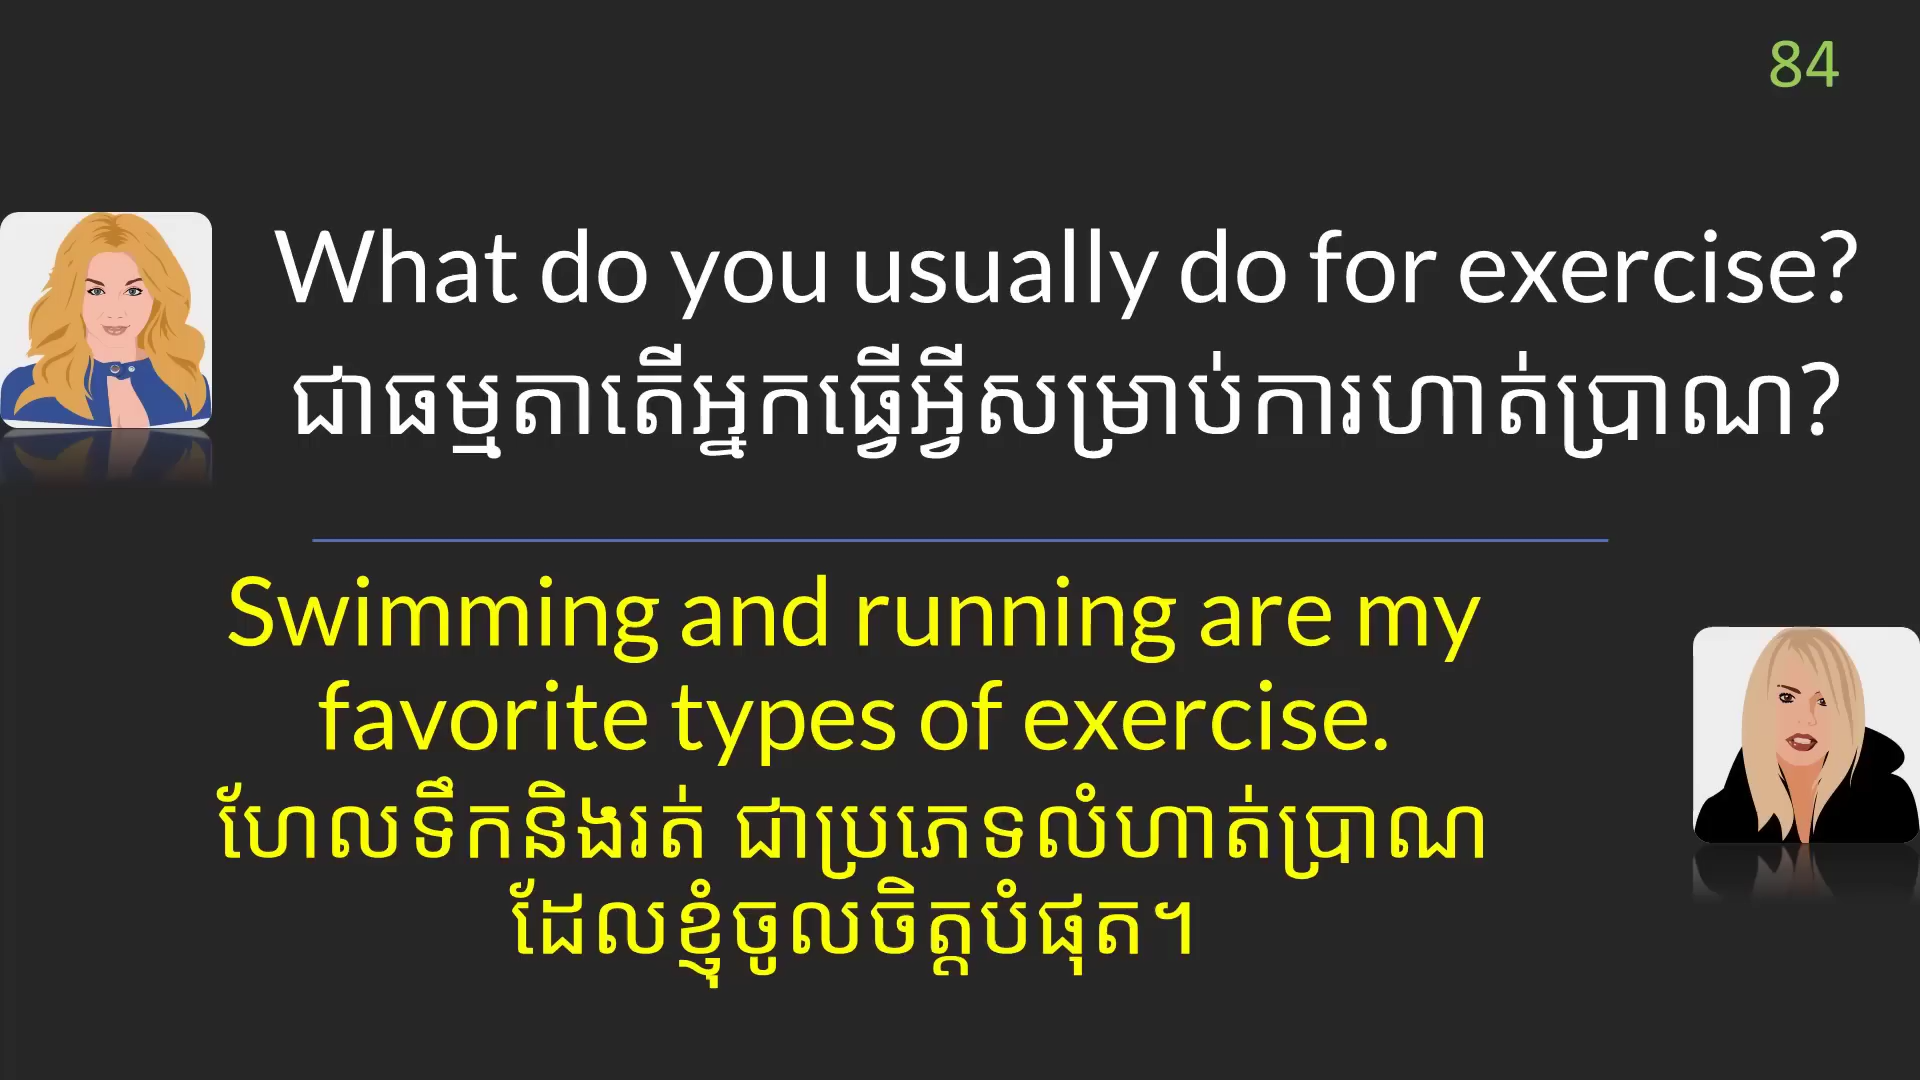 84
What do you usually do for exercise?
ជាធម្មតាតើអ្នកធ្វើអ្វីសម្រាប់ការហាត់ប្រាណ?
Swimming and running are my
favorite types of exercise.
ហែលទឹកនិងរត់ ជាប្រភេទលំហាត់ប្រាណ
ដែលខ្ញុំចូលចិត្តបំផុត។